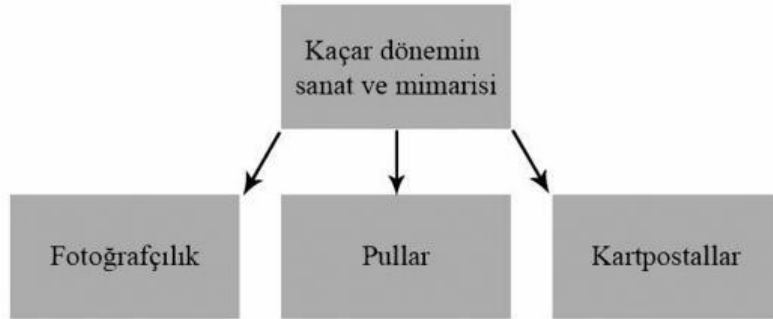 Kaçar dönemin
sanat ve mimarisi
Fotoğrafçılık
Pullar
Kartpostallar